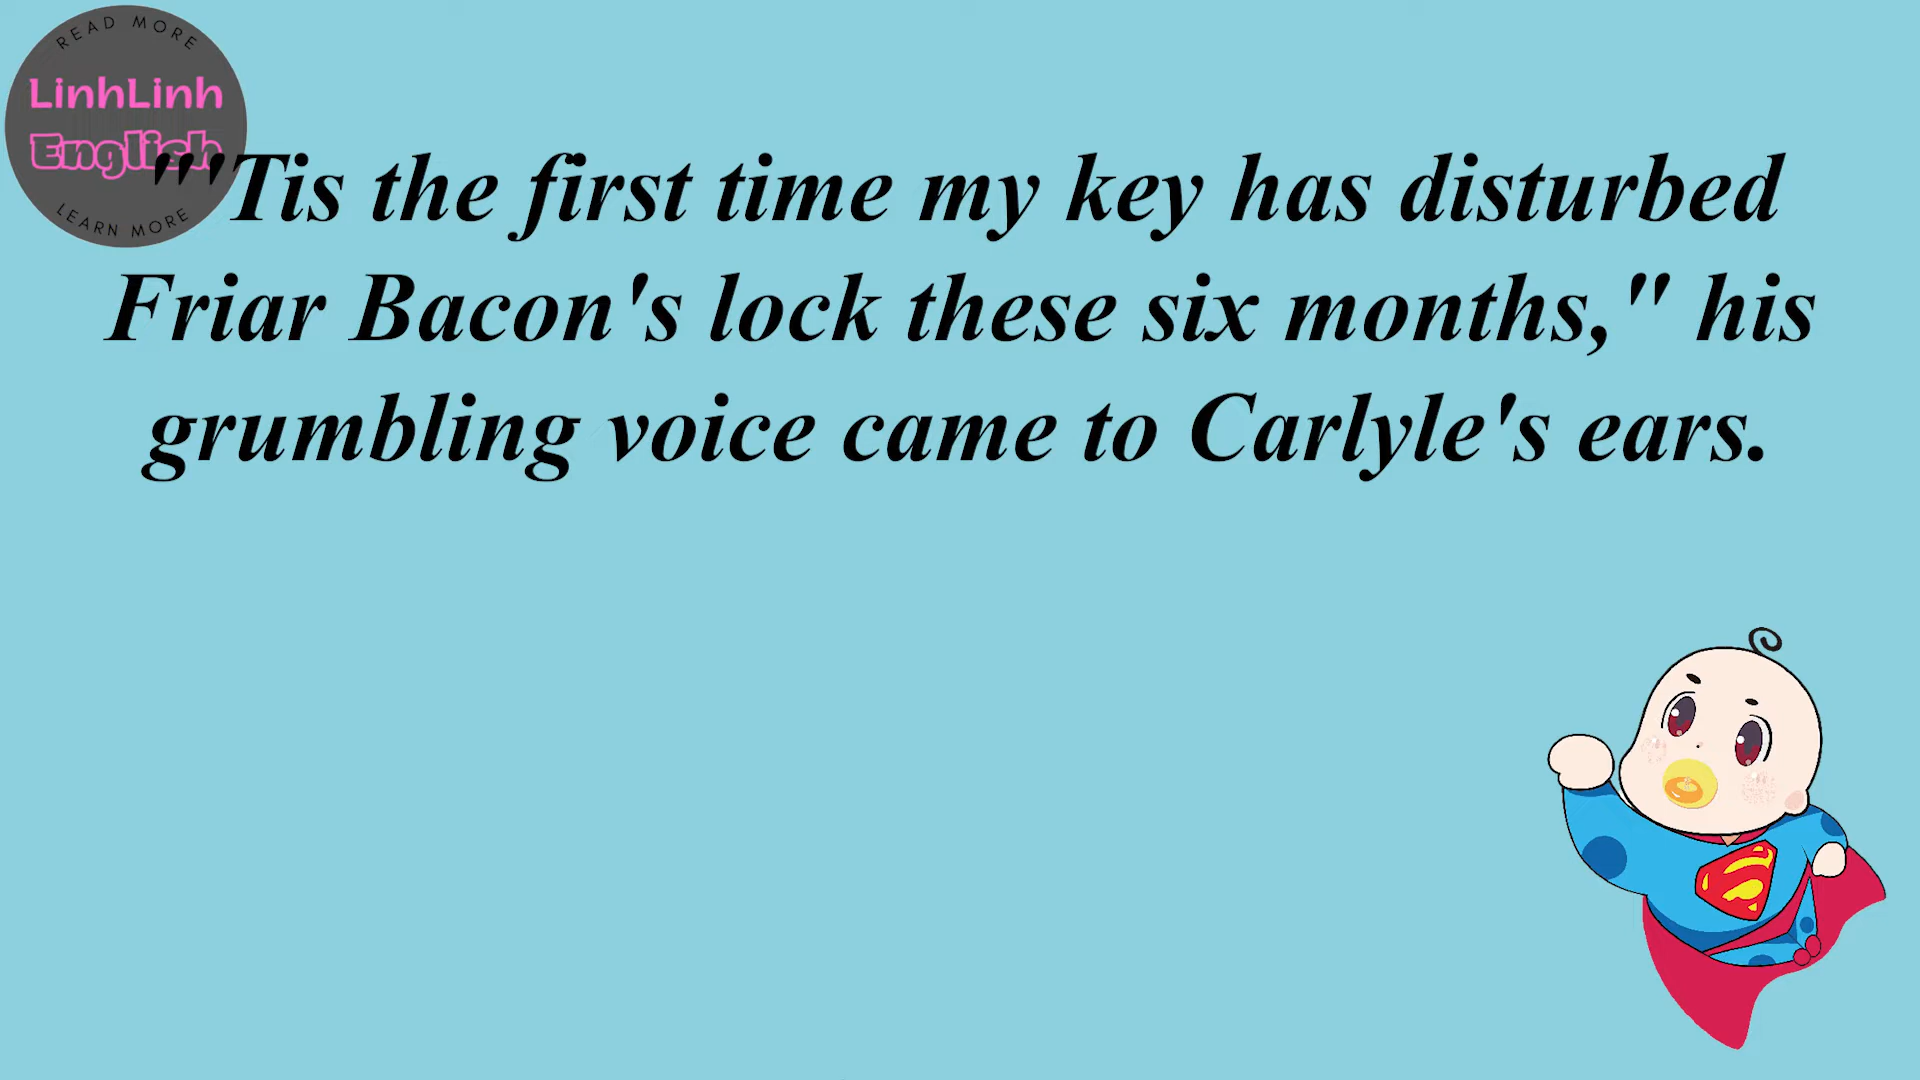 READ MORE
LinhLinh
English
LEARN MORE
"'Tis the first time my key has disturbed
Friar Bacon's lock these six months," his
grumbling voice came to Carlyle's ears.